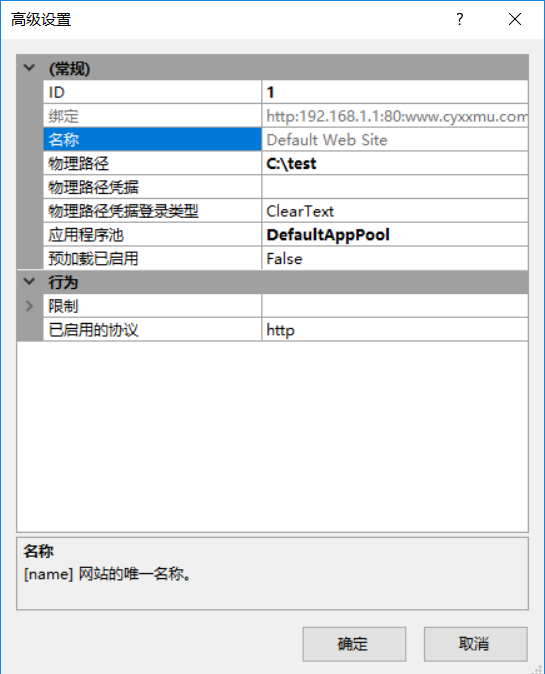 高级设置
?
(常规)
ID 1
绑定 http:192.168.1.1:80:www.cyxxmu.com
名称 Default Web Site
物理路径 C:\test
物理路径凭据
物理路径凭据登录类型 ClearText
应用程序池 DefaultAppPool
预加载已启用 False
行为
限制
已启用的协议 http
名称
[name] 网站的唯一名称。
确定 取消